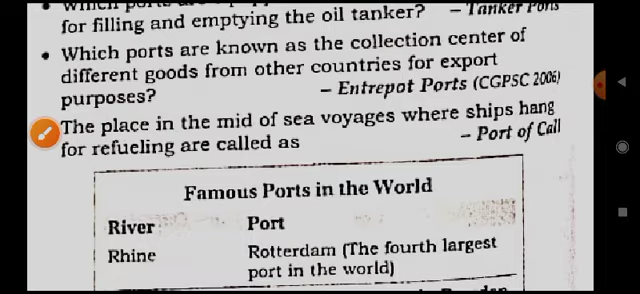 for filling and emptying the oil tanker? – Tanker Ports
• Which ports are known as the collection center of
different goods from other countries for export
purposes? – Entrepot Ports (CGPSC 2006)
The place in the mid of sea voyages where ships hang
for refueling are called as – Port of Call
Famous Ports in the World
River Port
Rhine Rotterdam (The fourth largest
port in the world)